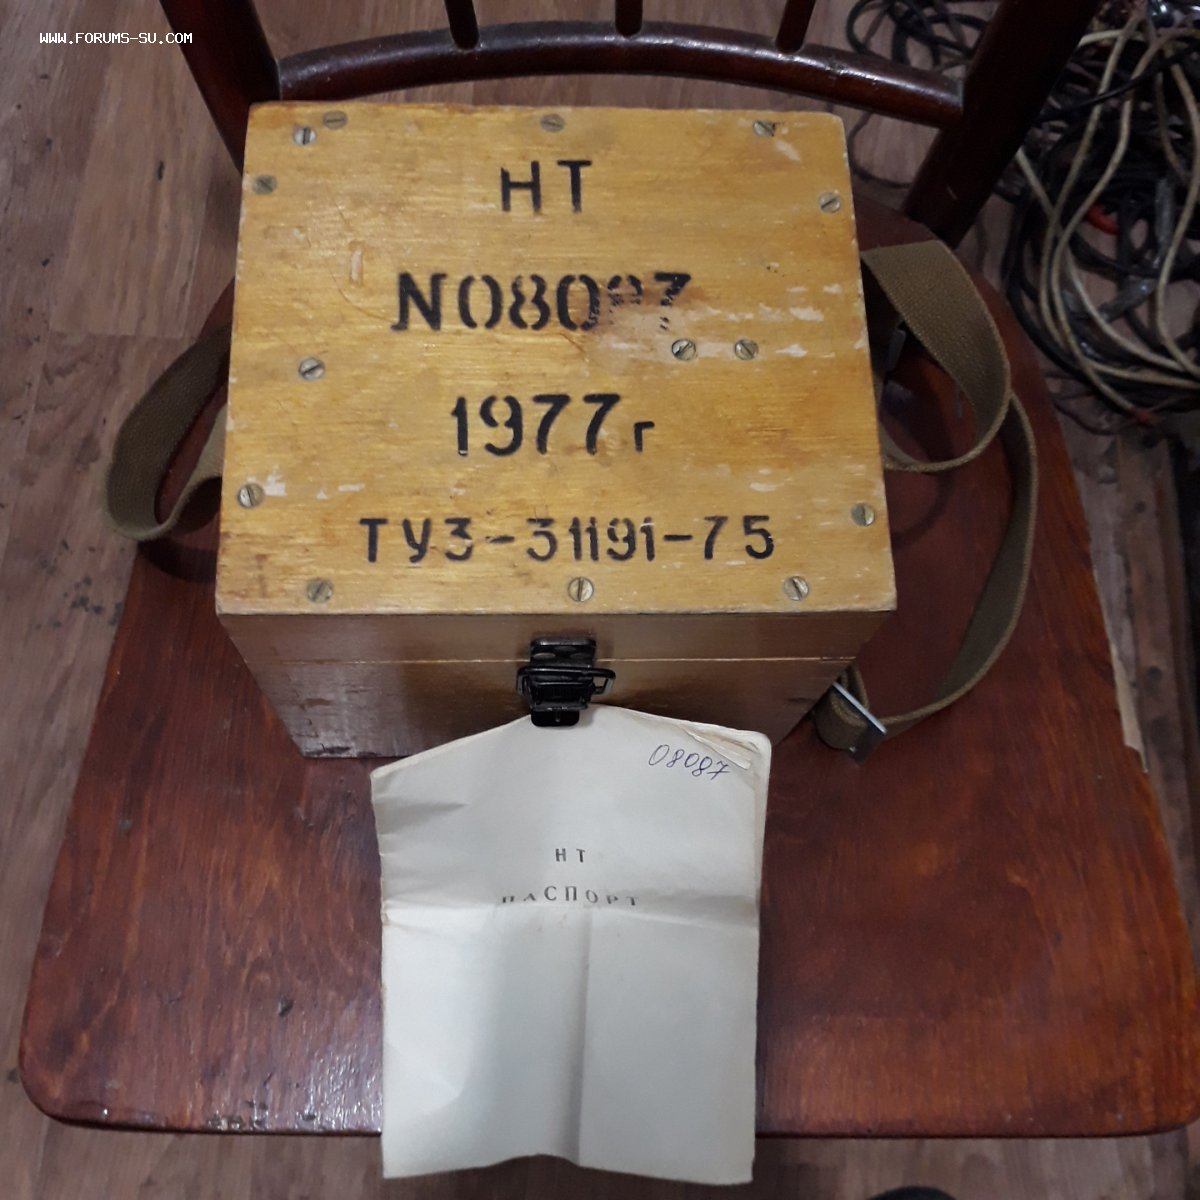 WWW.FORUMS-SU.COM
НТ
N08087
1977г
ТУ3-31191-75
08087
НТ
ПАСПОРТ